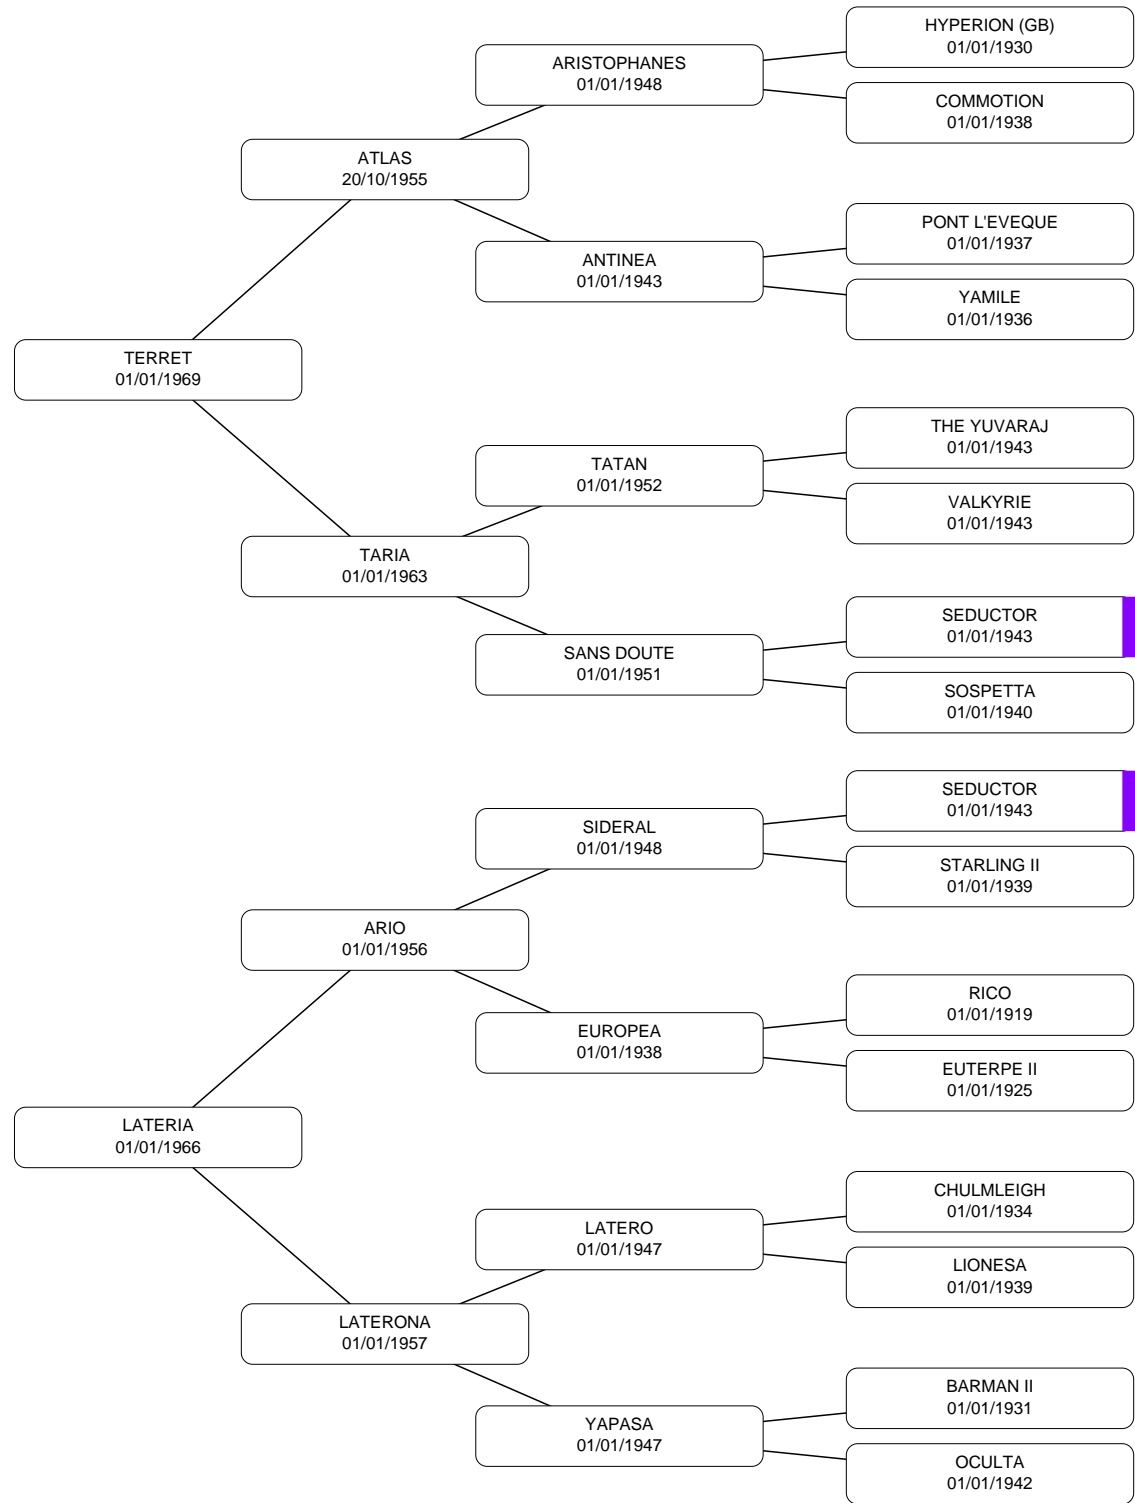 HYPERION (GB)
01/01/1930
ARISTOPHANES
01/01/1948
COMMOTION
01/01/1938
ATLAS
20/10/1955
PONT L'EVEQUE
01/01/1937
ANTINEA
01/01/1943
YAMILE
01/01/1936
TERRET
01/01/1969
THE YUVARAJ
01/01/1943
TATAN
01/01/1952
VALKYRIE
01/01/1943
TARIA
01/01/1963
SEDUCTOR
01/01/1943
SANS DOUTE
01/01/1951
SOSPETTA
01/01/1940
SEDUCTOR
01/01/1943
SIDERAL
01/01/1948
STARLING II
01/01/1939
ARIO
01/01/1956
RICO
01/01/1919
EUROPEA
01/01/1938
EUTERPE II
01/01/1925
LATERIA
01/01/1966
CHULMLEIGH
01/01/1934
LATERO
01/01/1947
LIONESA
01/01/1939
LATERONA
01/01/1957
BARMAN II
01/01/1931
YAPASA
01/01/1947
OCULTA
01/01/1942